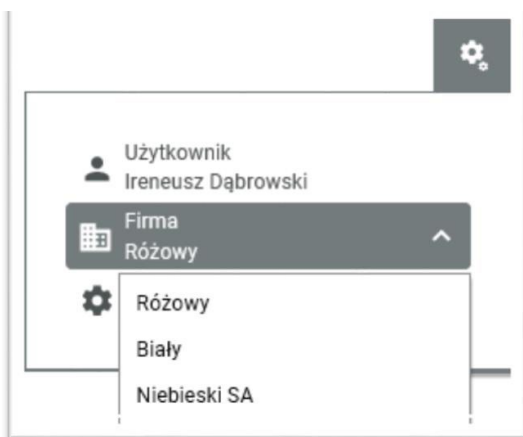 Użytkownik
Ireneusz Dąbrowski
Firma
Różowy
Różowy
Biały
Niebieski SA